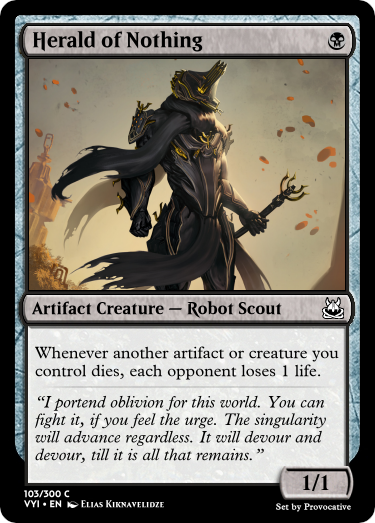 Herald of Nothing
Artifact Creature — Robot Scout
Whenever another artifact or creature you
control dies, each opponent loses 1 life.
“I portend oblivion for this world. You can
fight it, if you feel the urge. The singularity
will advance regardless. It will devour and
devour, till it is all that remains.”
1/1
103/300 C
VYI • EN Elias Kiknavelidze
Set by Provocative